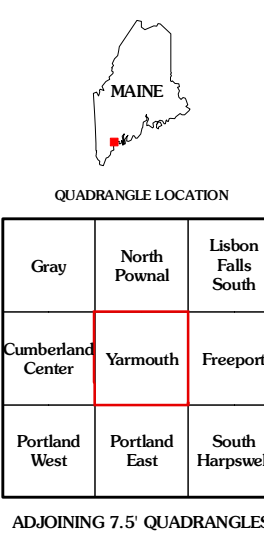 MAINE
QUADRANGLE LOCATION
Gray
North
Pownal
Lisbon
Falls
South
Cumberland
Center
Yarmouth
Freeport
Portland
West
Portland
East
South
Harpswel
ADJOINING 7.5' QUADRANGLES